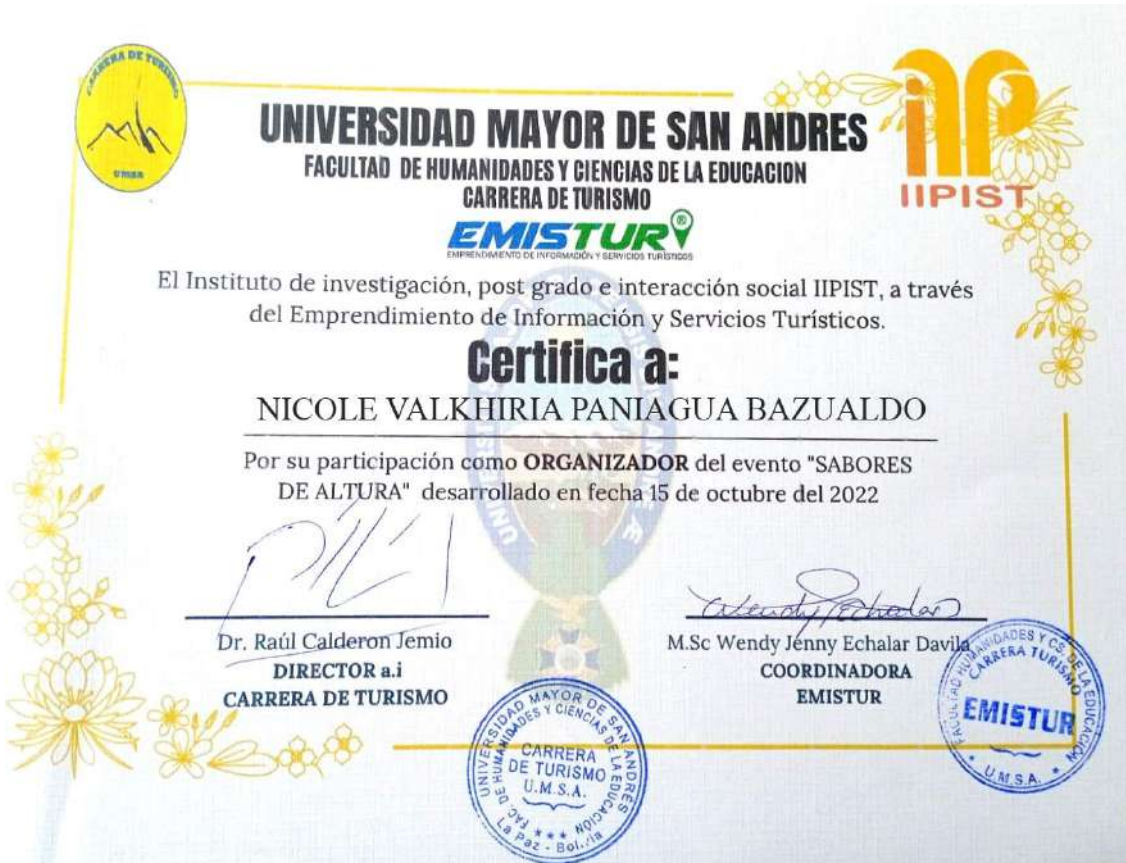 CARRERA DE TURISMO
UMSA
iip
IIPIST
UNIVERSIDAD MAYOR DE SAN ANDRES
FACULTAD DE HUMANIDADES Y CIENCIAS DE LA EDUCACION
CARRERA DE TURISMO
EMISTUR®
EMPRENDIMIENTO DE INFORMACIÓN Y SERVICIOS TURÍSTICOS
El Instituto de investigación, post grado e interacción social IIPIST, a través
del Emprendimiento de Información y Servicios Turísticos.
Certifica a:
NICOLE VALKHIRIA PANIAGUA BAZUALDO
Por su participación como ORGANIZADOR del evento "SABORES
DE ALTURA" desarrollado en fecha 15 de octubre del 2022
Wendy Echalar
Dr. Raúl Calderon Jemio
DIRECTOR a.i
CARRERA DE TURISMO
M.Sc Wendy Jenny Echalar Davila
COORDINADORA
EMISTUR
UNIVERSIDAD MAYOR DE SAN ANDRES
FAC. DE HUMANIDADES Y CIENCIAS DE LA EDUCACION
CARRERA
DE TURISMO
U.M.S.A.
La Paz - Bolivia
FACULTAD HUMANIDADES Y CS. DE LA EDUCACIÓN
CARRERA TURISMO
EMISTUR
U.M.S.A.